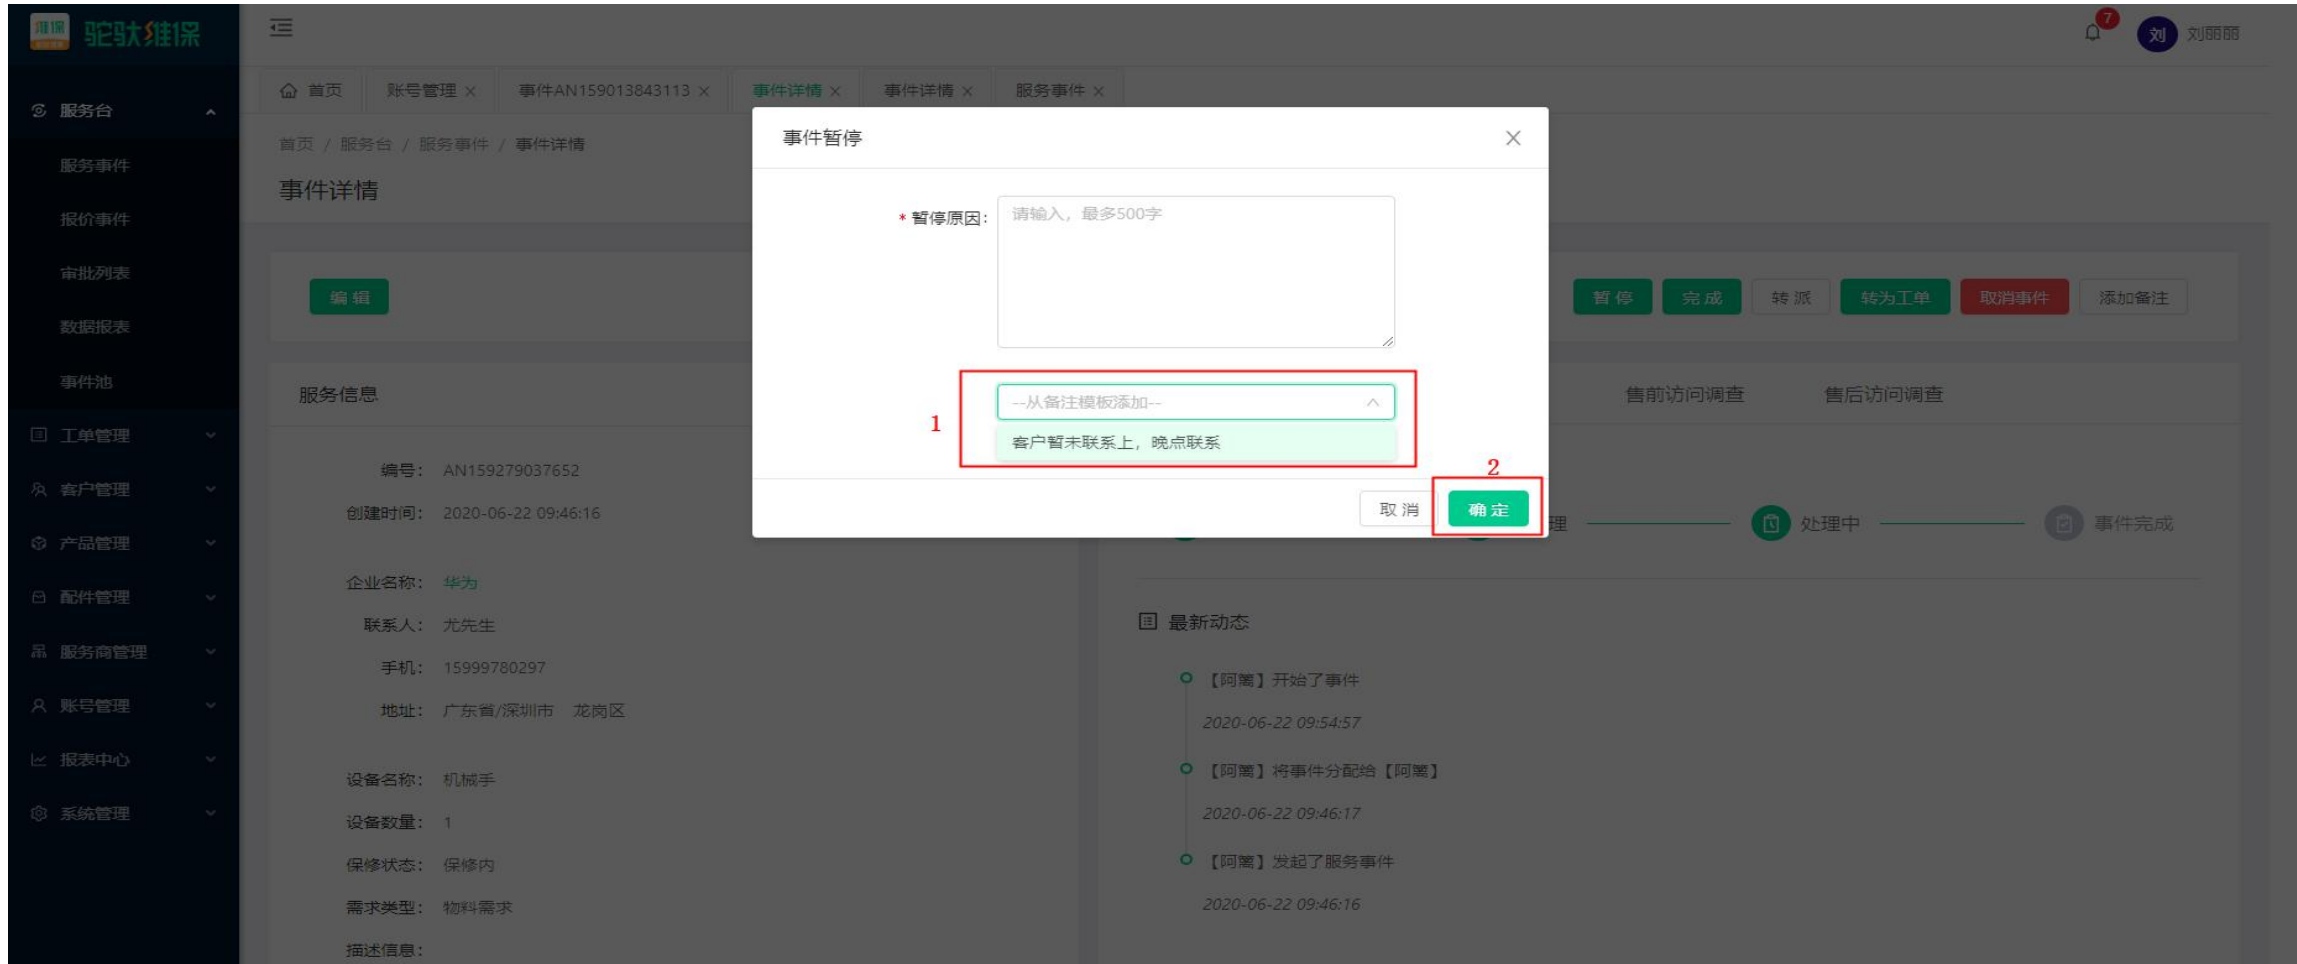 维保 驼驮维保
7
刘 刘丽丽
首页 账号管理 × 事件AN159013843113 × 事件详情 × 事件详情 × 服务事件 ×
服务台
服务事件
报价事件
审批列表
数据报表
事件池
工单管理
客户管理
产品管理
配件管理
服务商管理
账号管理
报表中心
系统管理
首页 / 服务台 / 服务事件 / 事件详情
事件详情
编辑
暂停 完成 转派 转为工单 取消事件 添加备注
事件暂停
* 暂停原因:
请输入，最多500字
1
--从备注模板添加--
客户暂未联系上，晚点联系
2
取消 确定
服务信息
编号: AN159279037652
创建时间: 2020-06-22 09:46:16
企业名称: 华为
联系人: 尤先生
手机: 15999780297
地址: 广东省/深圳市 龙岗区
设备名称: 机械手
设备数量: 1
保修状态: 保修内
需求类型: 物料需求
描述信息:
售前访问调查 售后访问调查
理 处理中 事件完成
最新动态
【阿篱】开始了事件
2020-06-22 09:54:57
【阿篱】将事件分配给【阿篱】
2020-06-22 09:46:17
【阿篱】发起了服务事件
2020-06-22 09:46:16